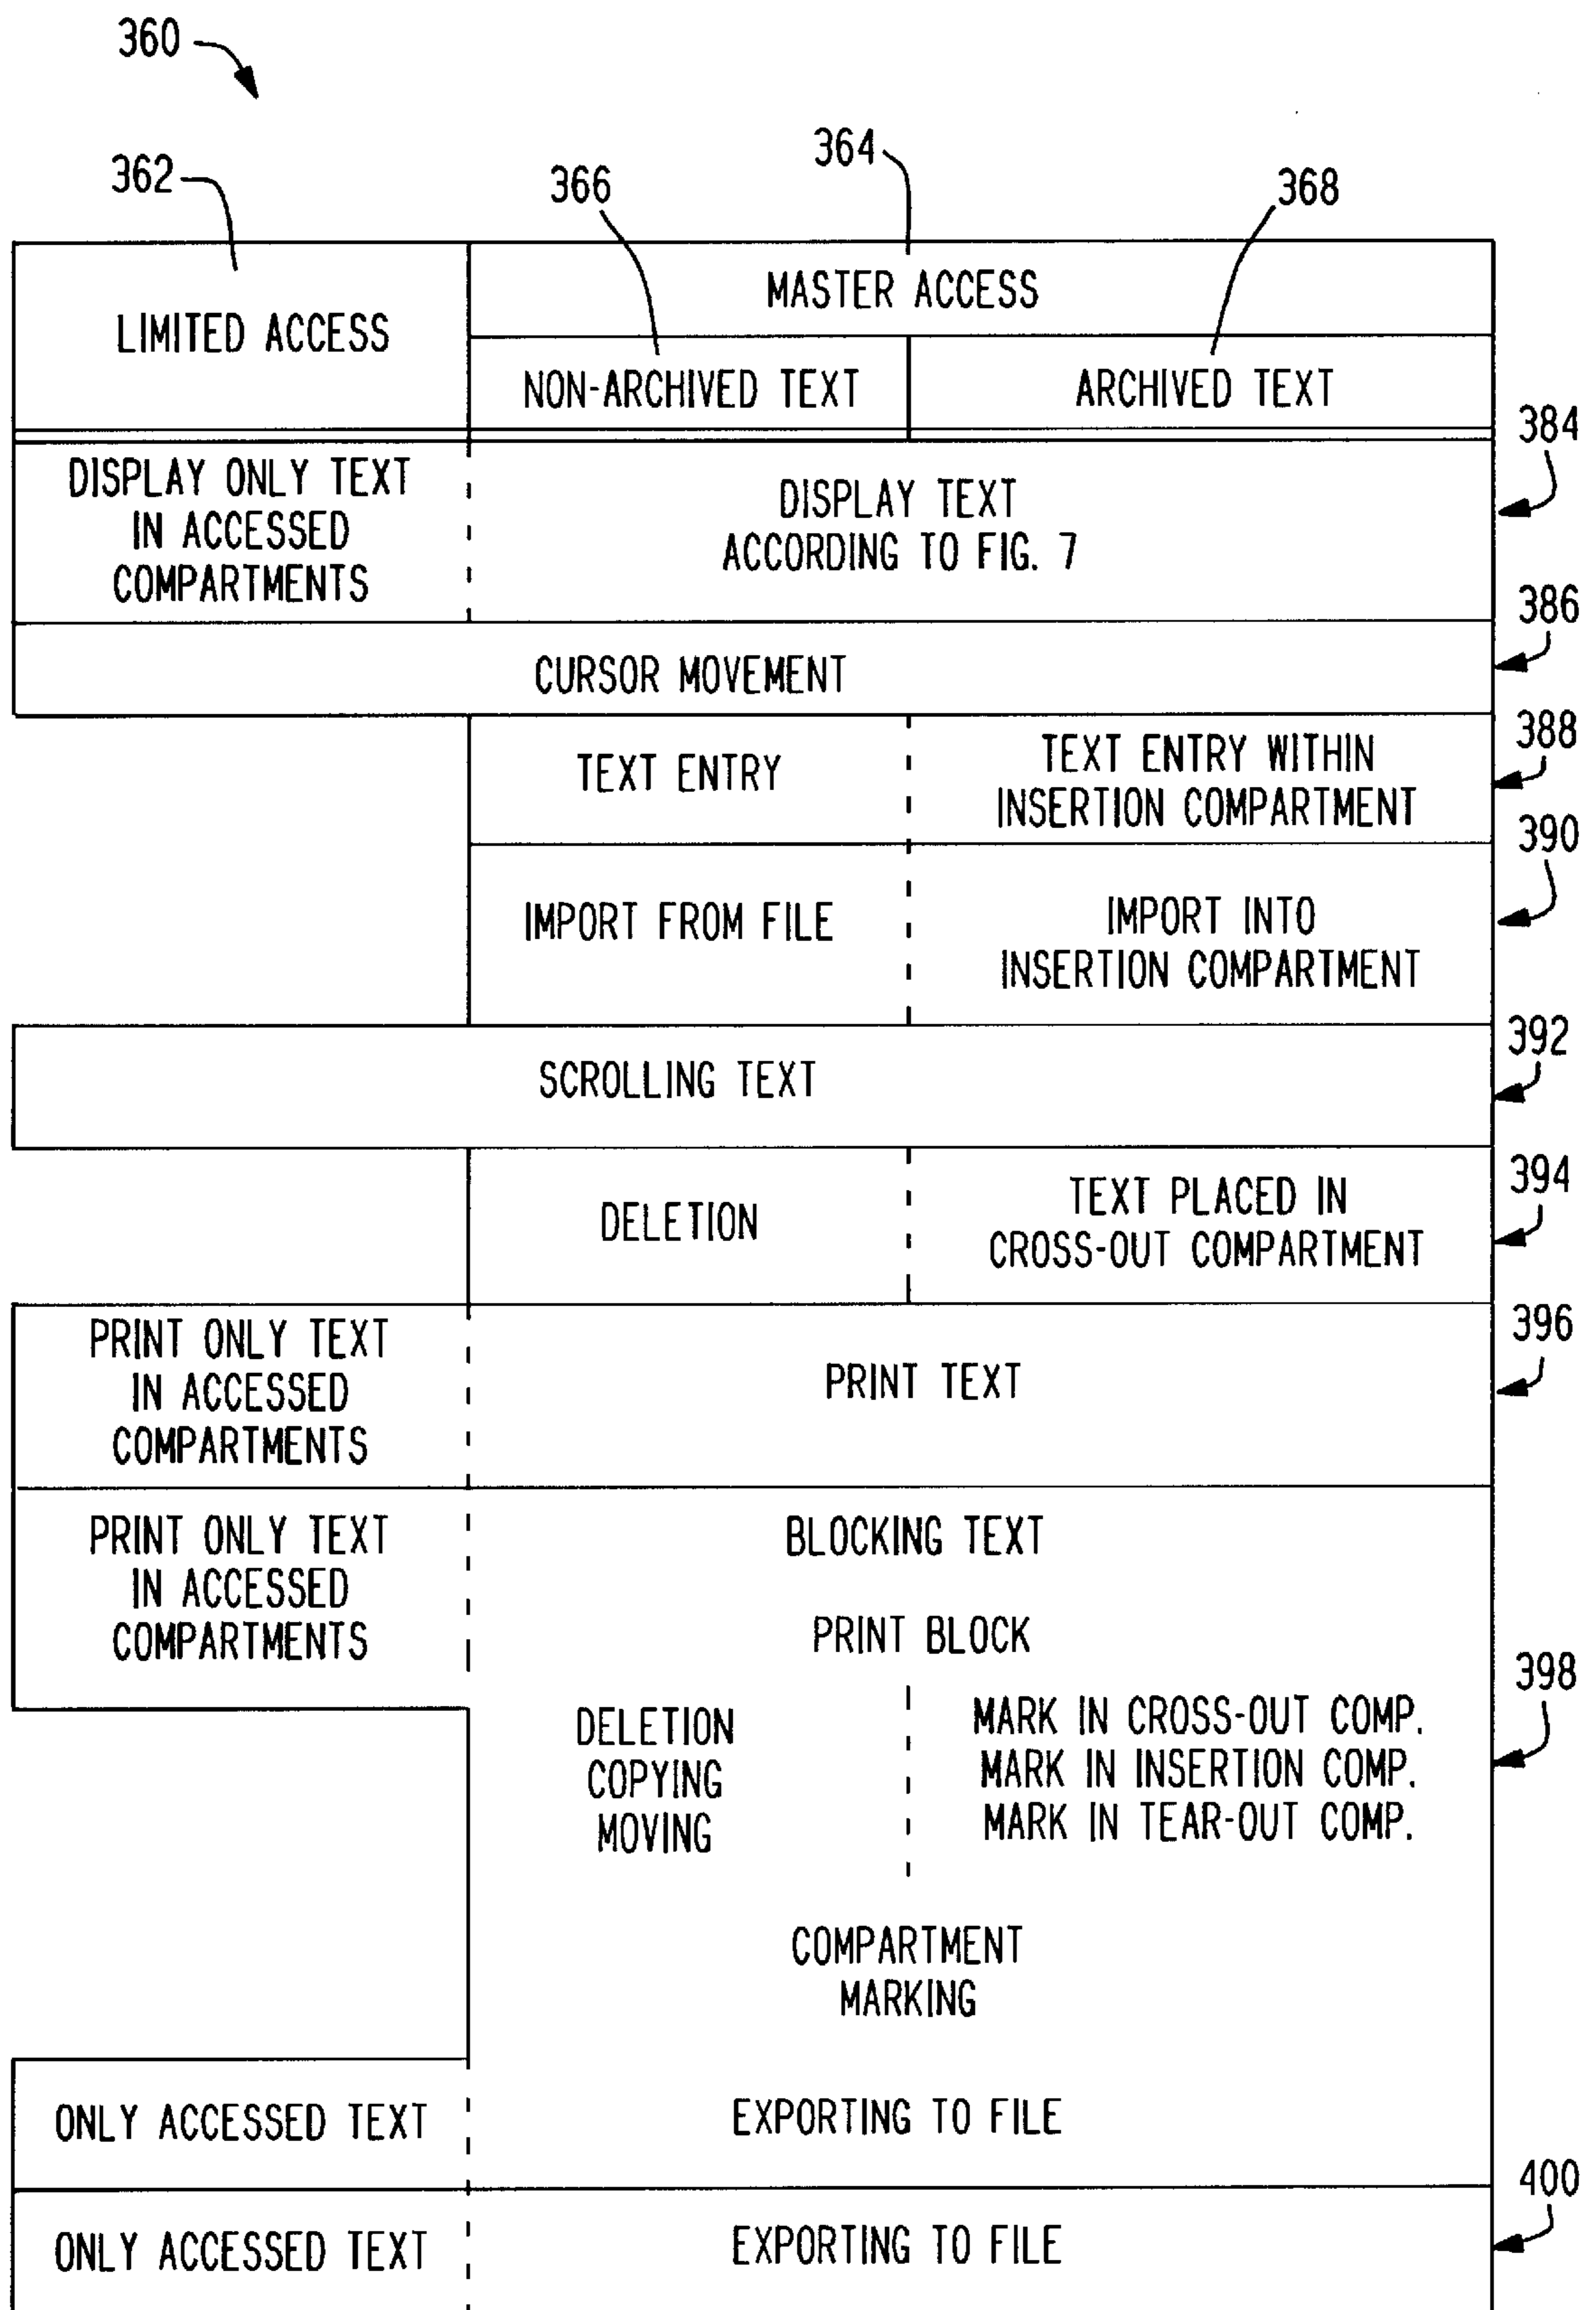 360
362
366
364
368
LIMITED ACCESS
MASTER ACCESS
NON-ARCHIVED TEXT
ARCHIVED TEXT
384
DISPLAY ONLY TEXT
IN ACCESSED
COMPARTMENTS
DISPLAY TEXT
ACCORDING TO FIG. 7
386
CURSOR MOVEMENT
388
TEXT ENTRY
TEXT ENTRY WITHIN
INSERTION COMPARTMENT
390
IMPORT FROM FILE
IMPORT INTO
INSERTION COMPARTMENT
392
SCROLLING TEXT
394
DELETION
TEXT PLACED IN
CROSS-OUT COMPARTMENT
396
PRINT ONLY TEXT
IN ACCESSED
COMPARTMENTS
PRINT TEXT
PRINT ONLY TEXT
IN ACCESSED
COMPARTMENTS
BLOCKING TEXT
PRINT BLOCK
398
DELETION
COPYING
MOVING
MARK IN CROSS-OUT COMP.
MARK IN INSERTION COMP.
MARK IN TEAR-OUT COMP.
COMPARTMENT
MARKING
ONLY ACCESSED TEXT
EXPORTING TO FILE
400
ONLY ACCESSED TEXT
EXPORTING TO FILE